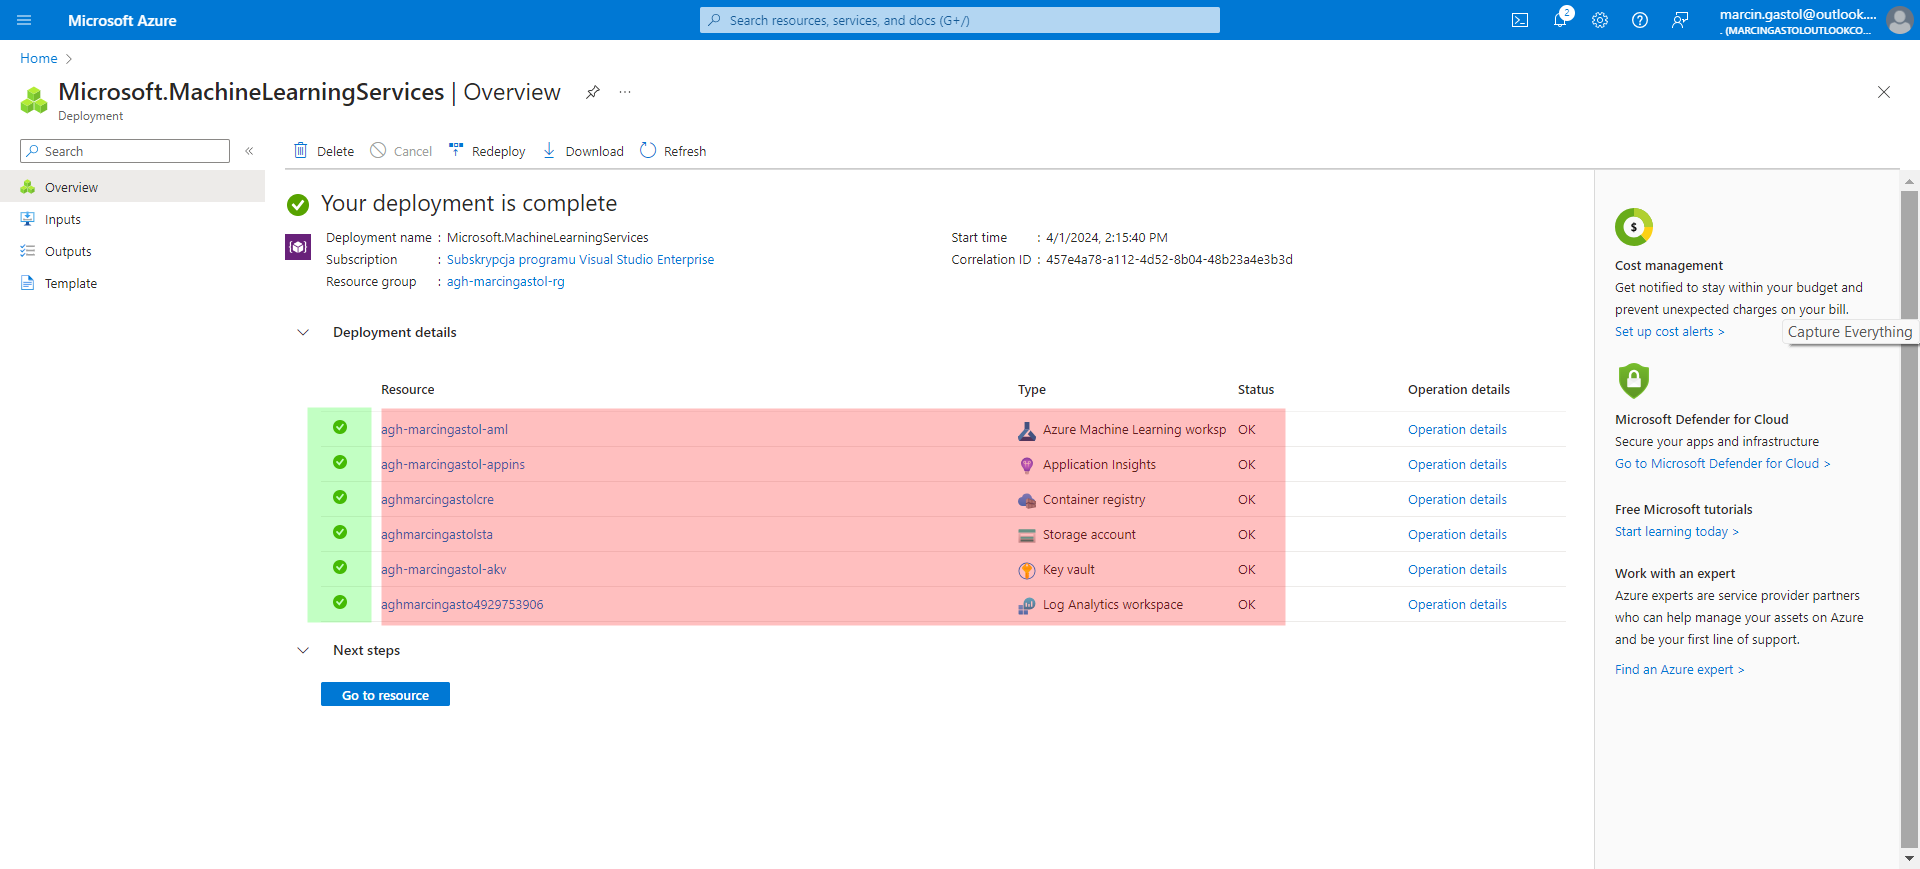 Microsoft Azure
Search resources, services, and docs (G+/)
2
marcin.gastol@outlook....
. (MARCINGASTOLOUTLOOKCO...
Home
Microsoft.MachineLearningServices | Overview
...
Deployment
Search
«
Delete
Cancel
Redeploy
Download
Refresh
Overview
Inputs
Outputs
Template
Your deployment is complete
Deployment name : Microsoft.MachineLearningServices
Subscription : Subskrypcja programu Visual Studio Enterprise
Resource group : agh-marcingastol-rg
Start time : 4/1/2024, 2:15:40 PM
Correlation ID : 457e4a78-a112-4d52-8b04-48b23a4e3b3d
Deployment details
Resource Type Status Operation details
agh-marcingastol-aml Azure Machine Learning worksp OK Operation details
agh-marcingastol-appins Application Insights OK Operation details
aghmarcingastolcre Container registry OK Operation details
aghmarcingastolsta Storage account OK Operation details
agh-marcingastol-akv Key vault OK Operation details
aghmarcingasto4929753906 Log Analytics workspace OK Operation details
Next steps
Go to resource
$
Cost management
Get notified to stay within your budget and
prevent unexpected charges on your bill.
Set up cost alerts >
Capture Everything
Microsoft Defender for Cloud
Secure your apps and infrastructure
Go to Microsoft Defender for Cloud >
Free Microsoft tutorials
Start learning today >
Work with an expert
Azure experts are service provider partners
who can help manage your assets on Azure
and be your first line of support.
Find an Azure expert >